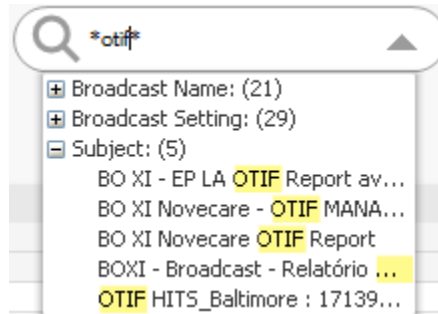 *otif*
Broadcast Name: (21)
Broadcast Setting: (29)
Subject: (5)
BO XI - EP LA OTIF Report av...
BO XI Novecare - OTIF MANA...
BO XI Novecare OTIF Report
BOXI - Broadcast - Relatório ...
OTIF HITS_Baltimore : 17139...